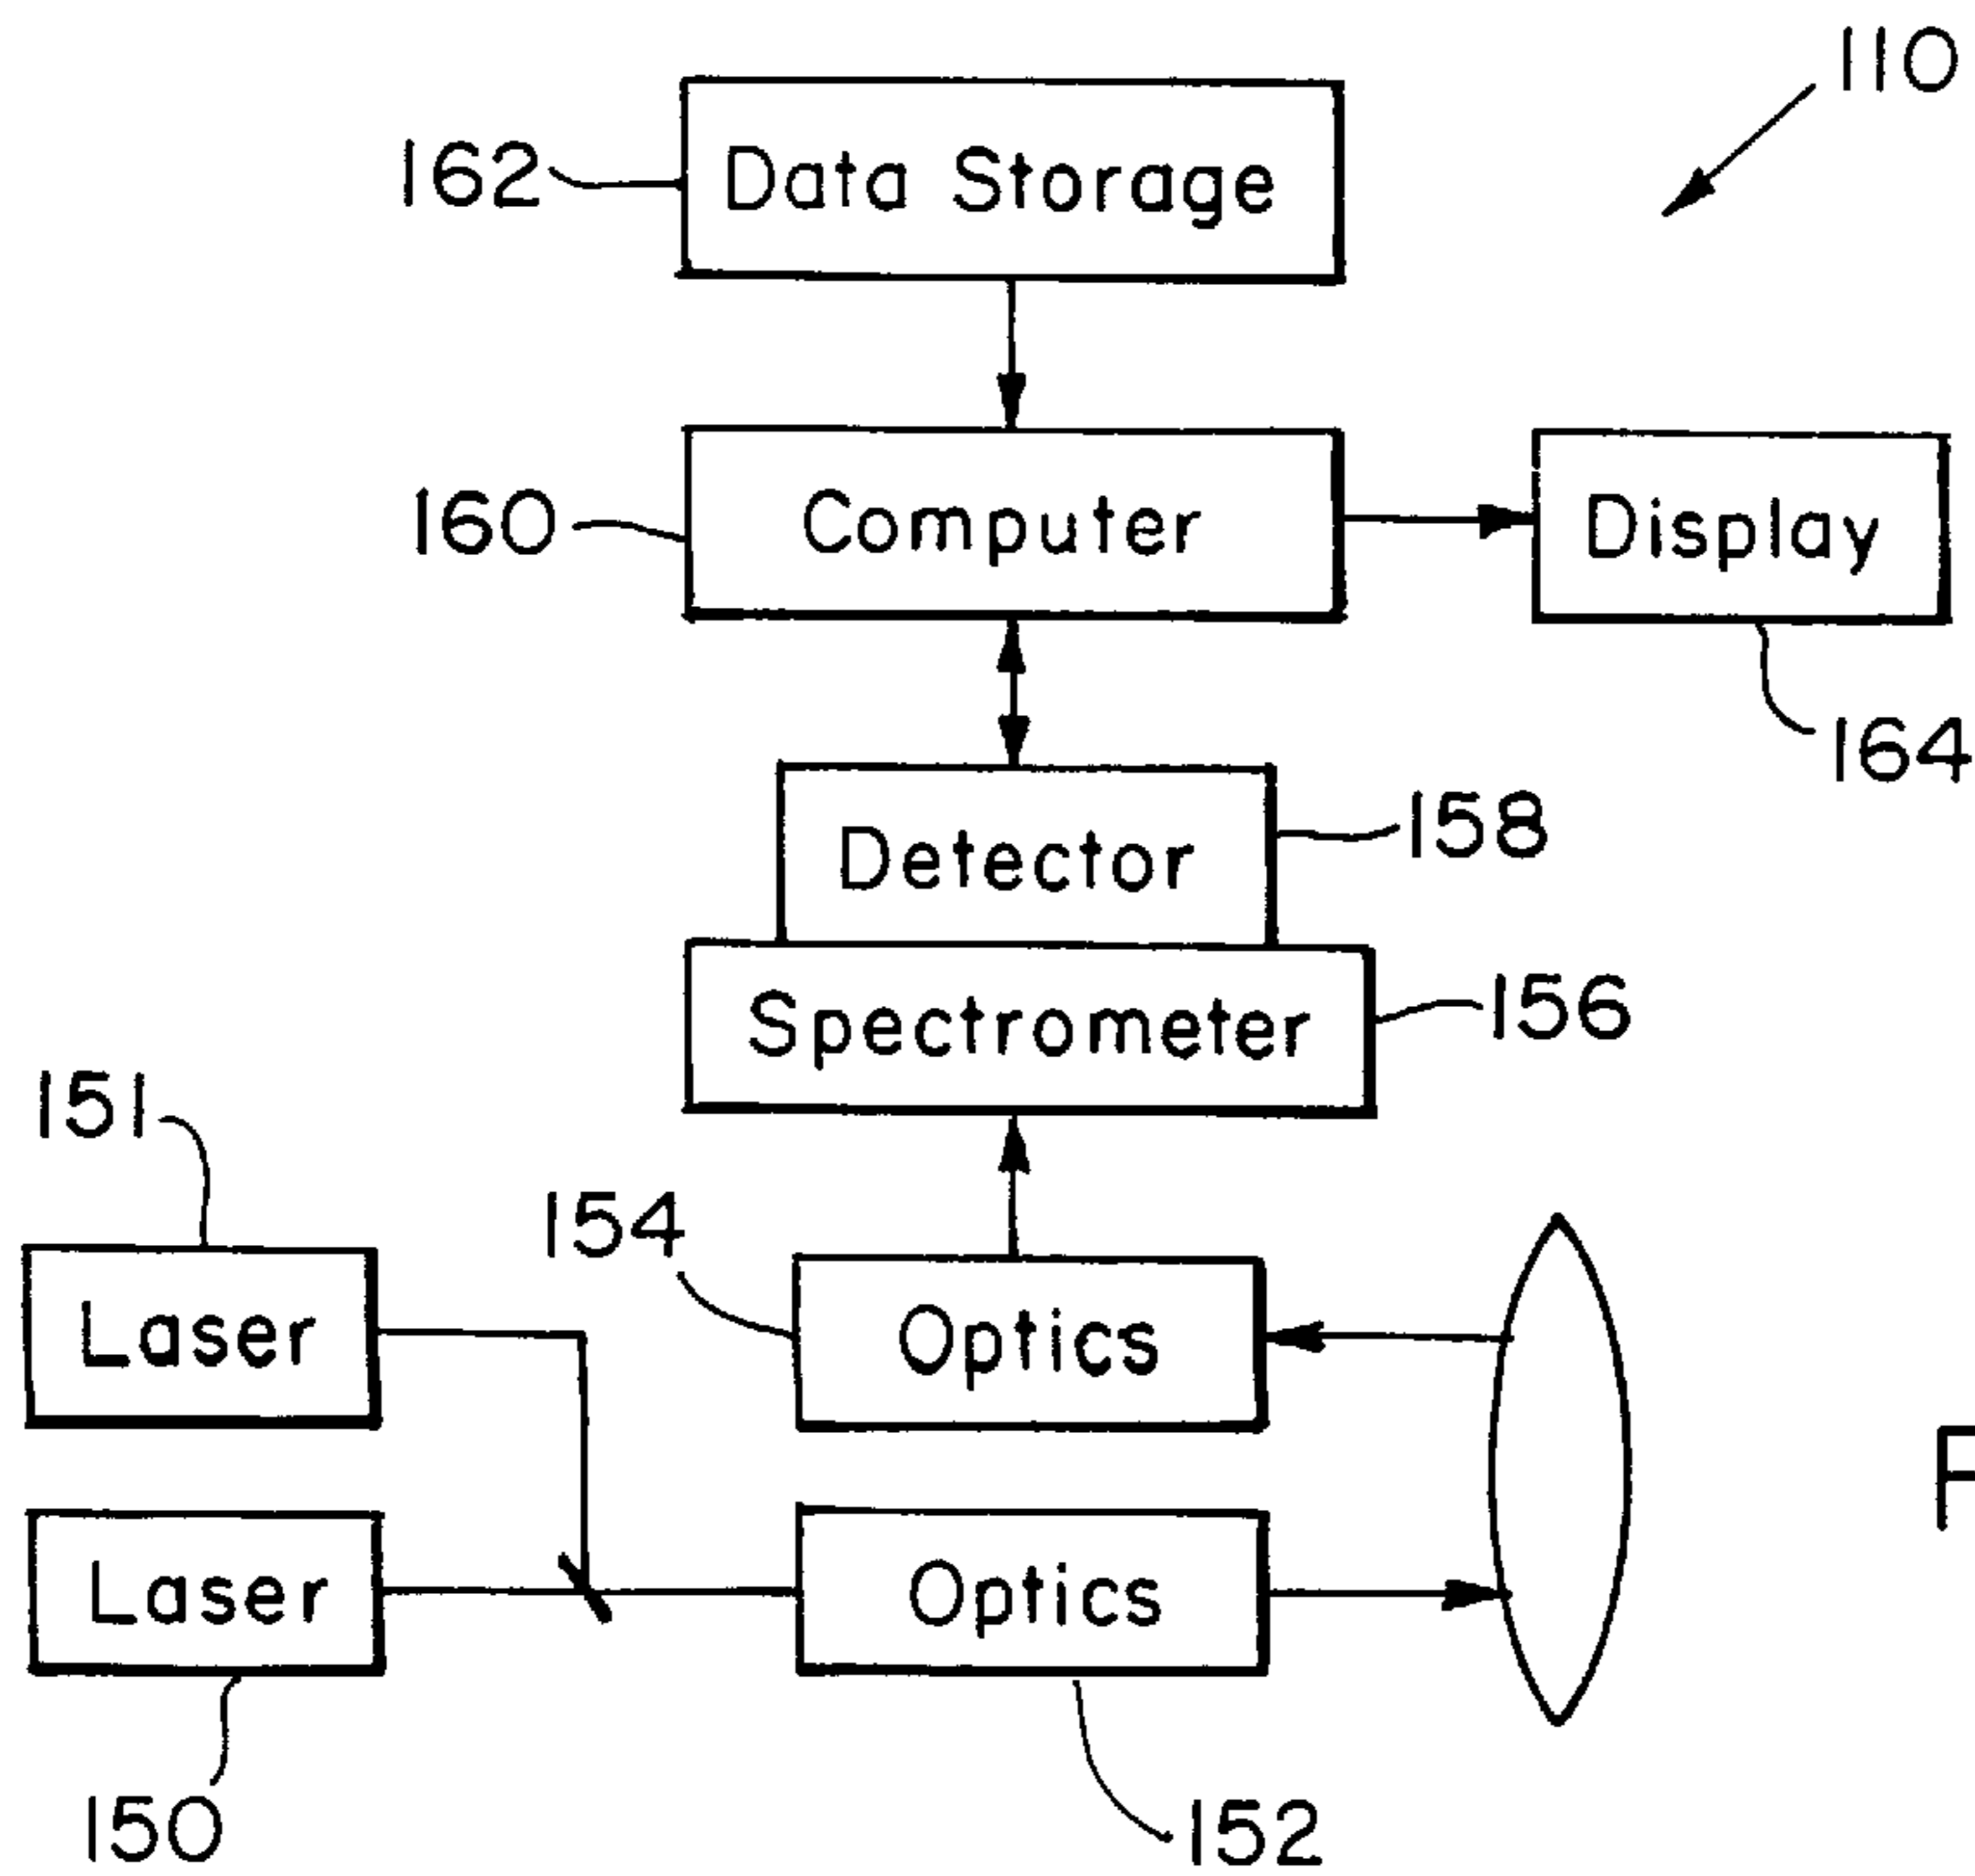 110
162 Data Storage
160 Computer Display
164
Detector 158
Spectrometer 156
151
154
Laser Optics
F
Laser Optics
150 152